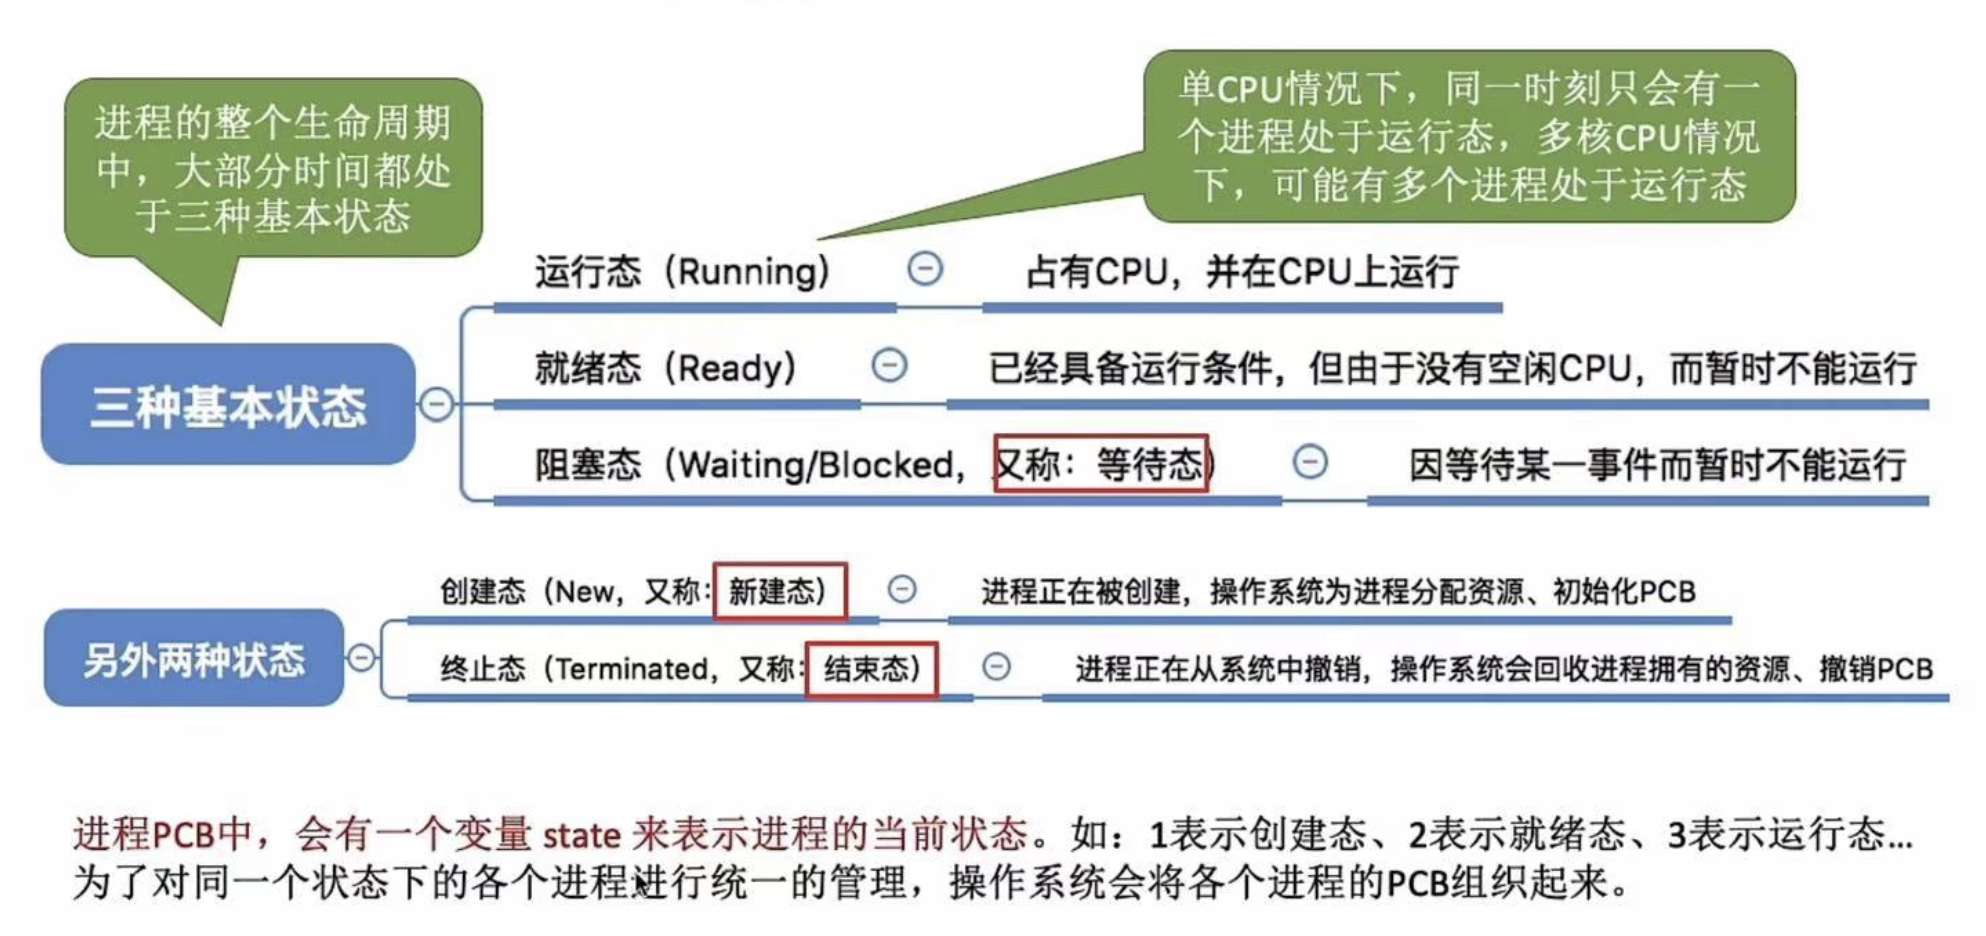 进程的整个生命周期
中，大部分时间都处
于三种基本状态
单CPU情况下，同一时刻只会有一
个进程处于运行态，多核CPU情况
下，可能有多个进程处于运行态
三种基本状态
运行态（Running）
占有CPU，并在CPU上运行
就绪态（Ready）
已经具备运行条件，但由于没有空闲CPU，而暂时不能运行
阻塞态（Waiting/Blocked，又称：等待态）
因等待某一事件而暂时不能运行
另外两种状态
创建态（New，又称：新建态）
进程正在被创建，操作系统为进程分配资源、初始化PCB
终止态（Terminated，又称：结束态）
进程正在从系统中撤销，操作系统会回收进程拥有的资源、撤销PCB
进程PCB中，会有一个变量 state 来表示进程的当前状态。如：1表示创建态、2表示就绪态、3表示运行态...
为了对同一个状态下的各个进程进行统一的管理，操作系统会将各个进程的PCB组织起来。